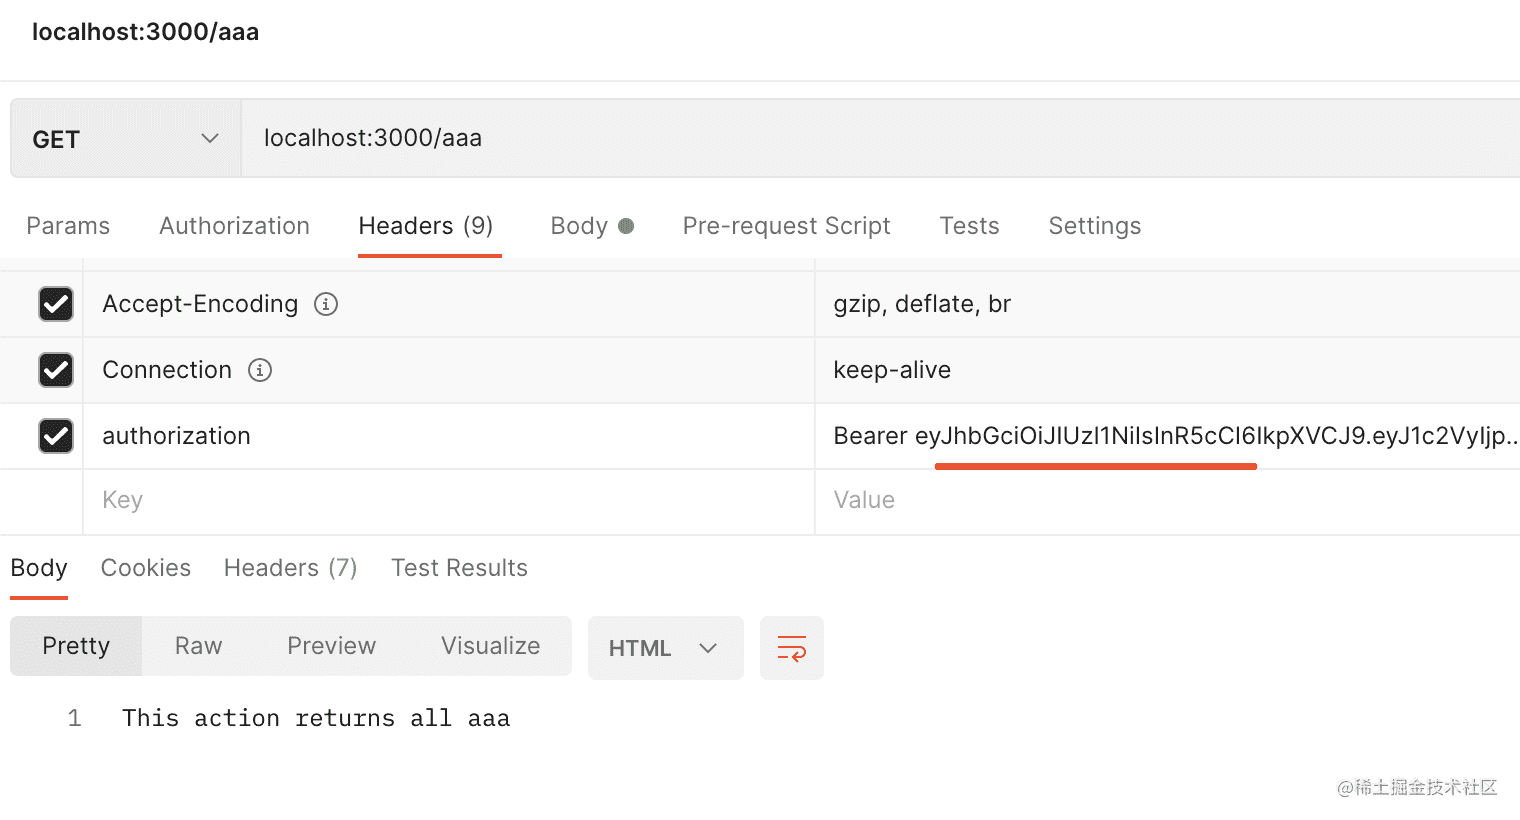 localhost:3000/aaa
GET localhost:3000/aaa
Params Authorization Headers (9) Body Pre-request Script Tests Settings
Accept-Encoding gzip, deflate, br
Connection keep-alive
authorization Bearer eyJhbGciOiJIUzI1NiIsInR5cCI6IkpXVCJ9.eyJ1c2VyIjp...
Key Value
Body Cookies Headers (7) Test Results
Pretty Raw Preview Visualize HTML
1 This action returns all aaa
@稀土掘金技术社区